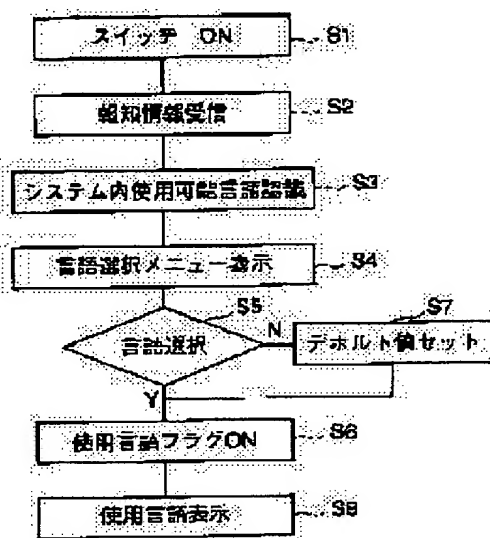 スイッチ ON S1
報知情報受信 S2
システム内使用可能言語認識 S3
言語選択メニュー表示 S4
S5
言語選択
N
S7
デホルト値セット
Y
使用言語フラグON S6
使用言語表示 S8